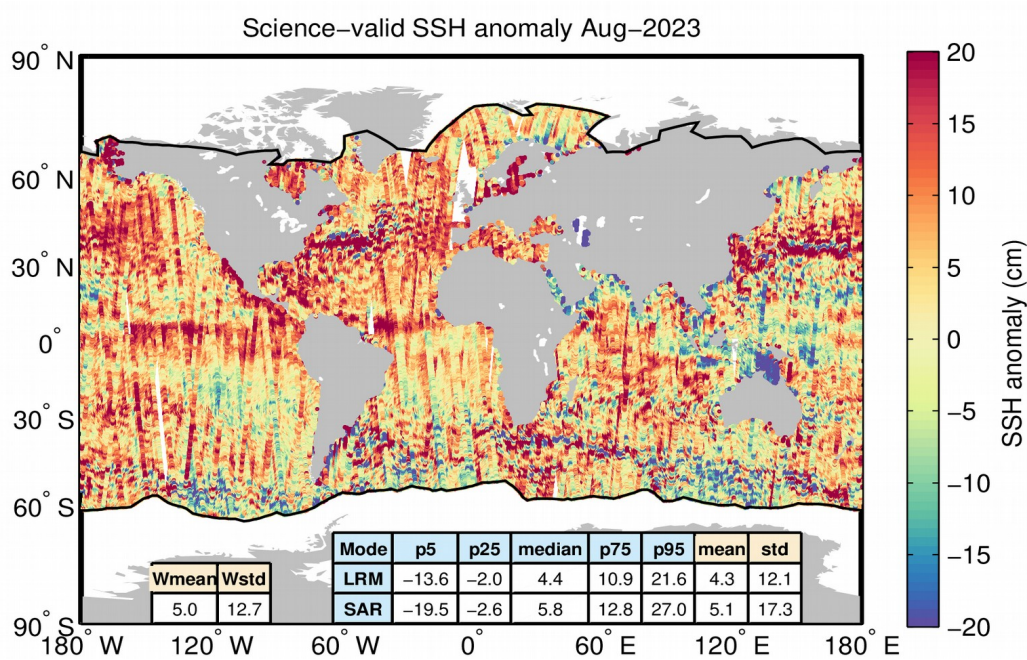 Science−valid SSH anomaly Aug−2023
90° N
60° N
30° N
0°
30° S
60° S
90° S
180° W 120° W 60° W 0° 60° E 120° E 180° E
Wmean Wstd
5.0 12.7
Mode p5 p25 median p75 p95 mean std
LRM −13.6 −2.0 4.4 10.9 21.6 4.3 12.1
SAR −19.5 −2.6 5.8 12.8 27.0 5.1 17.3
20
15
10
5
0
−5
−10
−15
−20
SSH anomaly (cm)